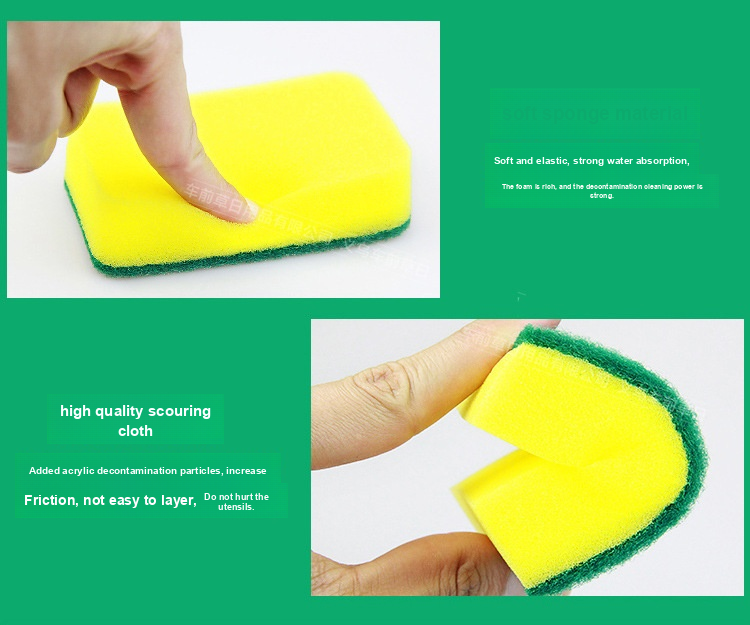 soft sponge material
Soft and elastic, strong water absorption,
The foam is rich, and the decontamination cleaning power is
strong.
high quality scouring
cloth
Added acrylic decontamination particles, increase
Friction, not easy to layer, Do not hurt the
utensils.